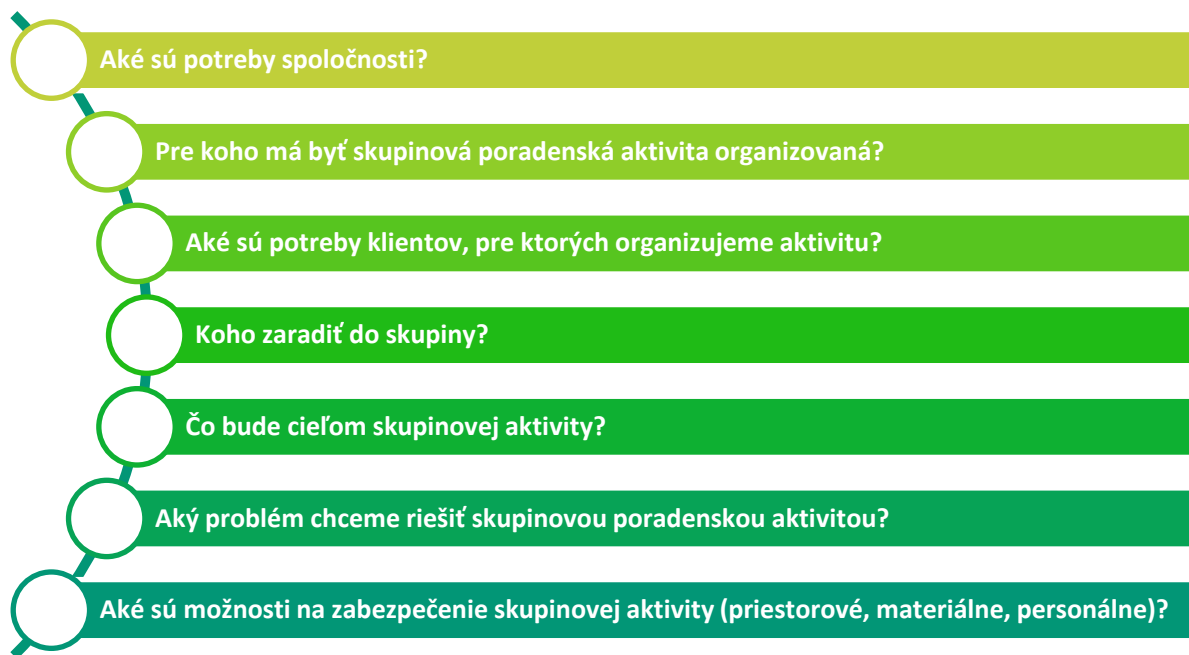 Aké sú potreby spoločnosti?
Pre koho má byť skupinová poradenská aktivita organizovaná?
Aké sú potreby klientov, pre ktorých organizujeme aktivitu?
Koho zaradiť do skupiny?
Čo bude cieľom skupinovej aktivity?
Aký problém chceme riešiť skupinovou poradenskou aktivitou?
Aké sú možnosti na zabezpečenie skupinovej aktivity (priestorové, materiálne, personálne)?